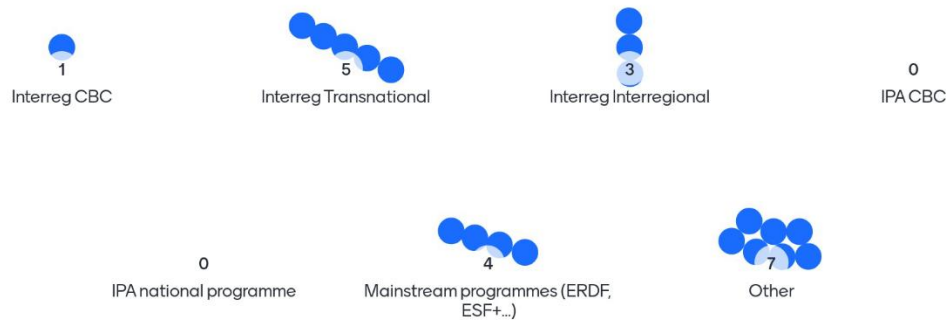 1
Interreg CBC
5
Interreg Transnational
3
Interreg Interregional
0
IPA CBC
0
IPA national programme
4
Mainstream programmes (ERDF,
ESF+...)
7
Other